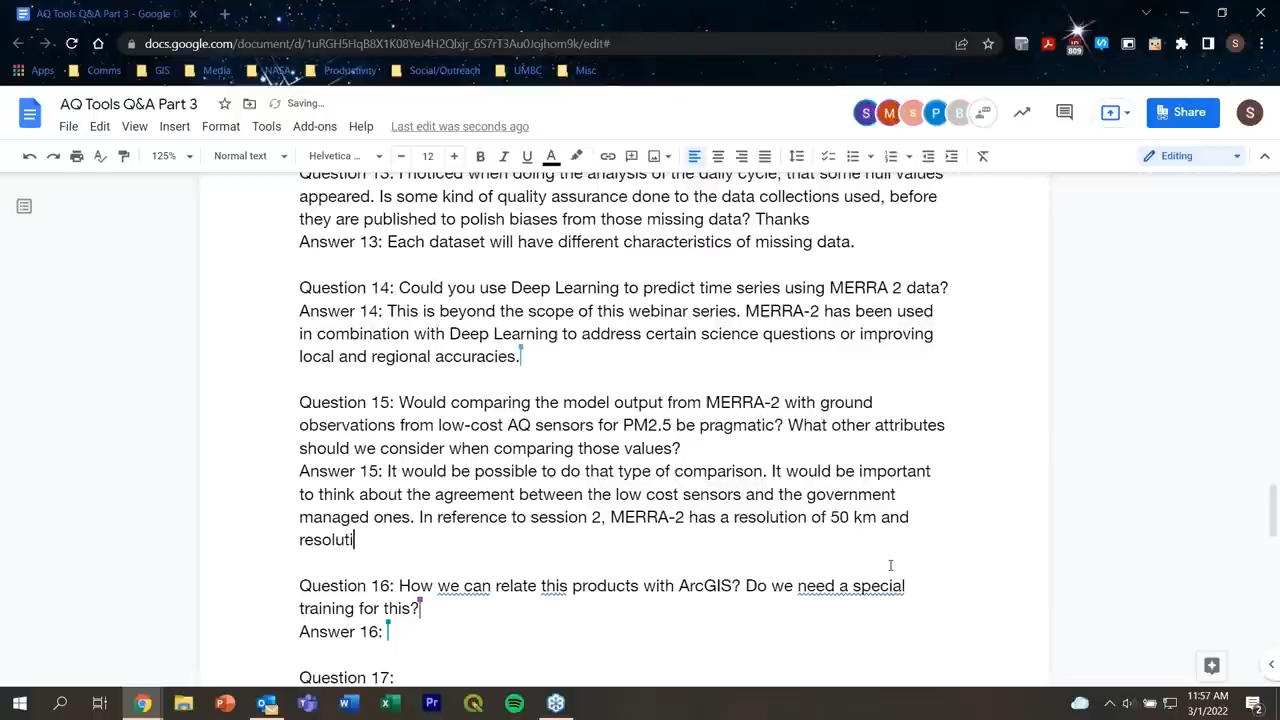 AQ Tools Q&A Part 3 - Google D
docs.google.com/document/d/1uRGH5HqB8X1K08YeJ4H2Qlxjr_6S7rT3Au0Jojhom9k/edit#
809
S
Apps Comms GIS Media NASA Productivity Social/Outreach UMBC Misc
AQ Tools Q&A Part 3 Saving…
S M s P B Share S
File Edit View Insert Format Tools Add-ons Help Last edit was seconds ago
125% Normal text Helvetica ... 12 B I U A Editing
Question 13: I noticed when doing the analysis of the daily cycle, that some null values
appeared. Is some kind of quality assurance done to the data collections used, before
they are published to polish biases from those missing data? Thanks
Answer 13: Each dataset will have different characteristics of missing data.
Question 14: Could you use Deep Learning to predict time series using MERRA 2 data?
Answer 14: This is beyond the scope of this webinar series. MERRA-2 has been used
in combination with Deep Learning to address certain science questions or improving
local and regional accuracies.
Question 15: Would comparing the model output from MERRA-2 with ground
observations from low-cost AQ sensors for PM2.5 be pragmatic? What other attributes
should we consider when comparing those values?
Answer 15: It would be possible to do that type of comparison. It would be important
to think about the agreement between the low cost sensors and the government
managed ones. In reference to session 2, MERRA-2 has a resolution of 50 km and
resoluti
Question 16: How we can relate this products with ArcGIS? Do we need a special
training for this?
Answer 16:
Question 17:
11:57 AM
3/1/2022
2